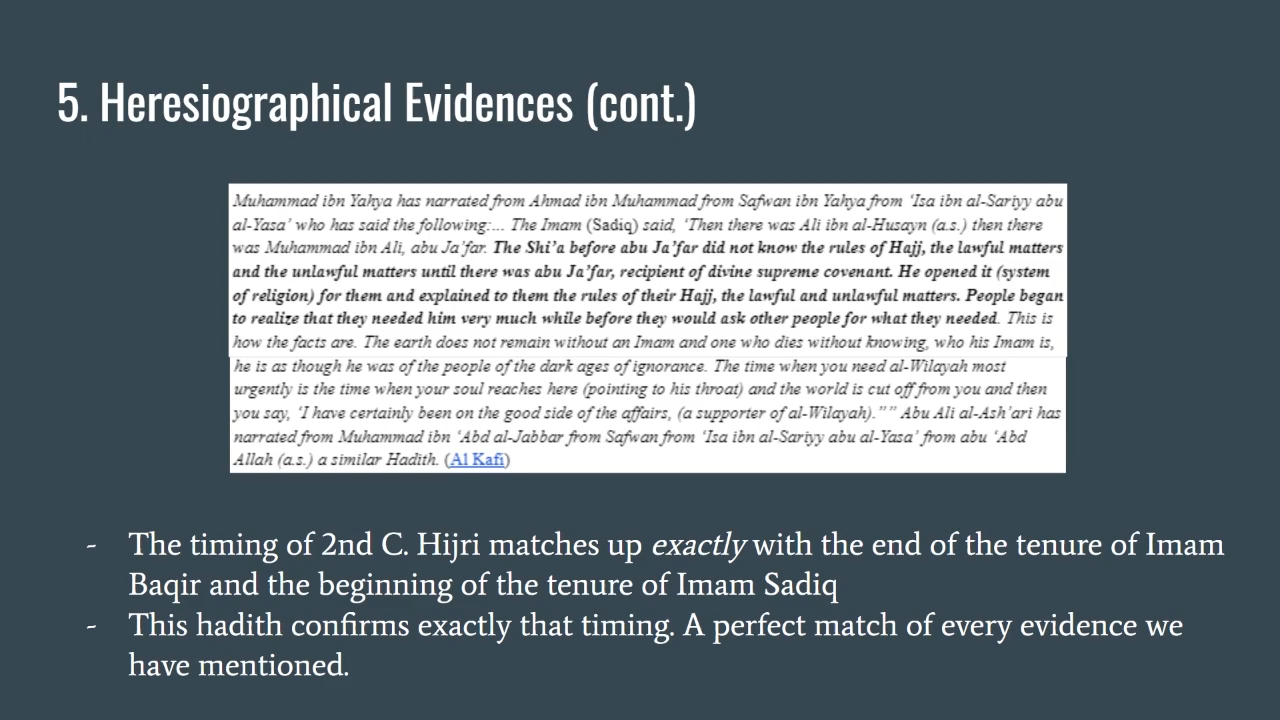 5. Heresiographical Evidences (cont.)
Muhammad ibn Yahya has narrated from Ahmad ibn Muhammad from Safwan ibn Yahya from ‘Isa ibn al-Sariyy abu
al-Yasa’ who has said the following:... The Imam (Sadiq) said, ‘Then there was Ali ibn al-Husayn (a.s.) then there
was Muhammad ibn Ali, abu Ja’far. The Shi’a before abu Ja’far did not know the rules of Hajj, the lawful matters
and the unlawful matters until there was abu Ja’far, recipient of divine supreme covenant. He opened it (system
of religion) for them and explained to them the rules of their Hajj, the lawful and unlawful matters. People began
to realize that they needed him very much while before they would ask other people for what they needed. This is
how the facts are. The earth does not remain without an Imam and one who dies without knowing, who his Imam is,
he is as though he was of the people of the dark ages of ignorance. The time when you need al-Wilayah most
urgently is the time when your soul reaches here (pointing to his throat) and the world is cut off from you and then
you say, ‘I have certainly been on the good side of the affairs, (a supporter of al-Wilayah).”” Abu Ali al-Ash‘ari has
narrated from Muhammad ibn ‘Abd al-Jabbar from Safwan from ‘Isa ibn al-Sariyy abu al-Yasa’ from abu ‘Abd
Allah (a.s.) a similar Hadith. (Al Kafi)
- The timing of 2nd C. Hijri matches up exactly with the end of the tenure of Imam
Baqir and the beginning of the tenure of Imam Sadiq
- This hadith confirms exactly that timing. A perfect match of every evidence we
have mentioned.